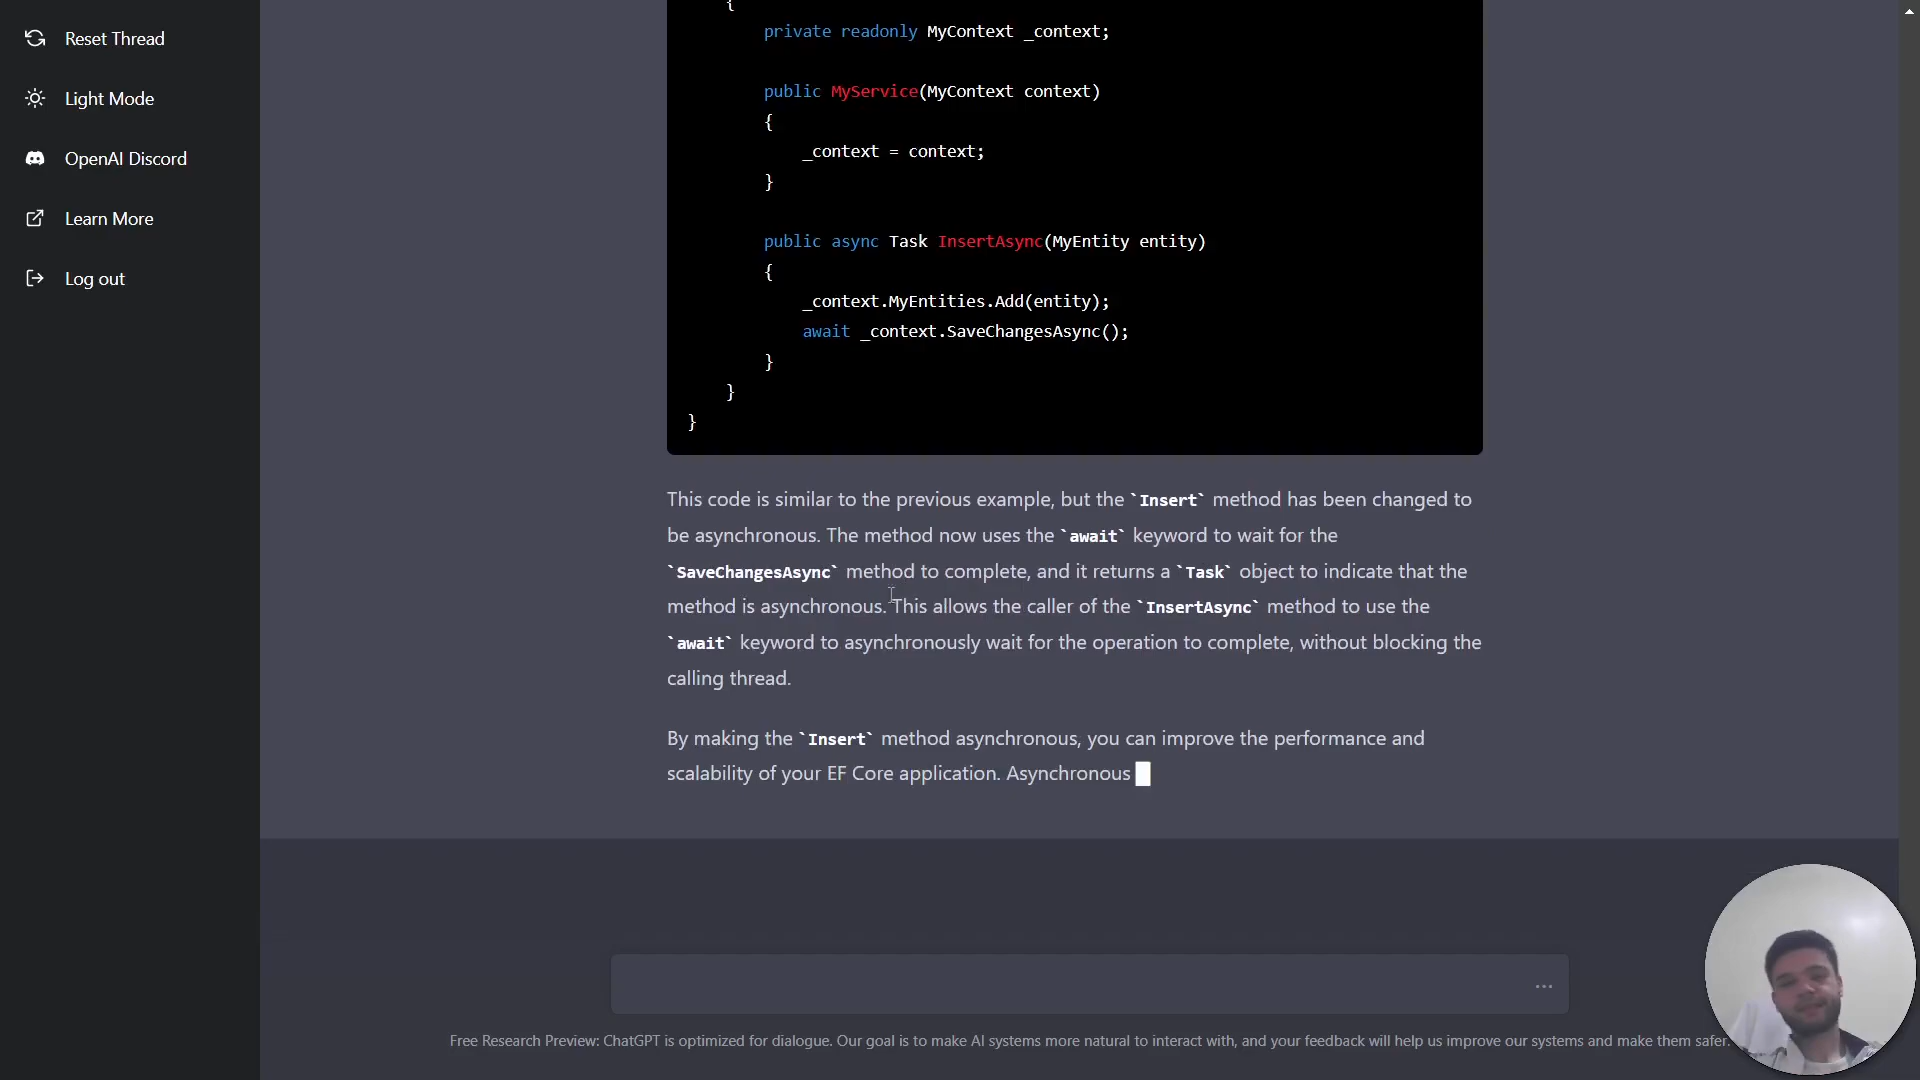 Reset Thread
Light Mode
OpenAI Discord
Learn More
Log out
{
private readonly MyContext _context;
public MyService(MyContext context)
{
_context = context;
}
public async Task InsertAsync(MyEntity entity)
{
_context.MyEntities.Add(entity);
await _context.SaveChangesAsync();
}
}
}
This code is similar to the previous example, but the `Insert` method has been changed to
be asynchronous. The method now uses the `await` keyword to wait for the
`SaveChangesAsync` method to complete, and it returns a `Task` object to indicate that the
method is asynchronous. This allows the caller of the `InsertAsync` method to use the
`await` keyword to asynchronously wait for the operation to complete, without blocking the
calling thread.
By making the `Insert` method asynchronous, you can improve the performance and
scalability of your EF Core application. Asynchronous
...
Free Research Preview: ChatGPT is optimized for dialogue. Our goal is to make AI systems more natural to interact with, and your feedback will help us improve our systems and make them safer.